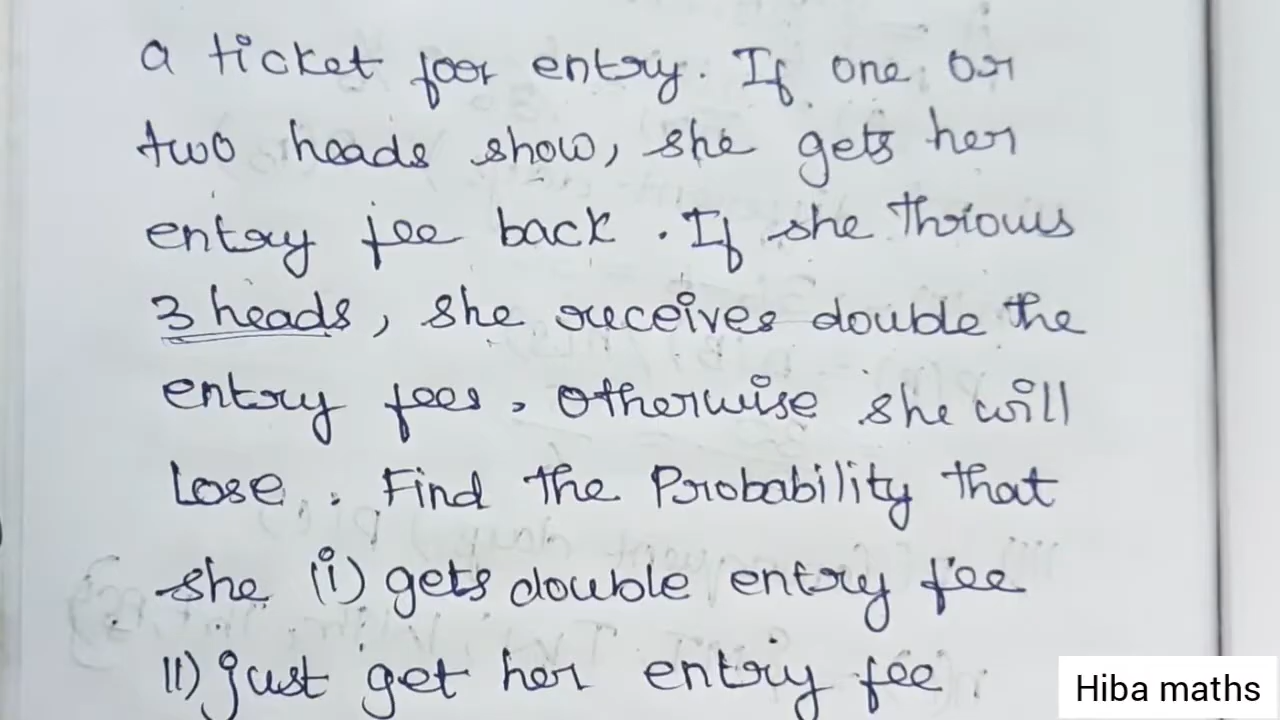 a ticket for entry. If one or
two heads show, she gets her
entry fee back. If she throws
3 heads, she receives double the
entry fees, Otherwise she will
Lose. Find the Probability that
she (i) gets double entry fee
II) just get her entry fee
Hiba maths